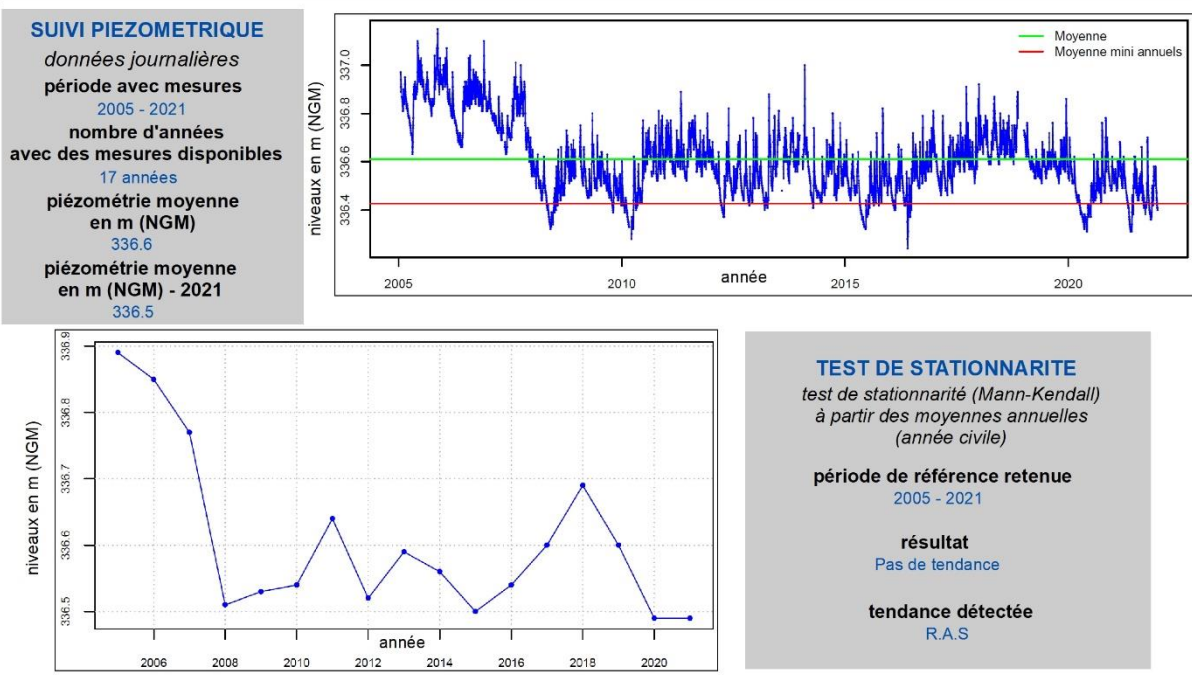 SUIVI PIEZOMETRIQUE
données journalières
période avec mesures
2005 - 2021
nombre d'années
avec des mesures disponibles
17 années
piézométrie moyenne
en m (NGM)
336.6
piézométrie moyenne
en m (NGM) - 2021
336.5
niveaux en m (NGM)
337.0
336.8
336.6
336.4
Moyenne
Moyenne mini annuels
2005
2010
2015
2020
année
niveaux en m (NGM)
336.9
336.8
336.7
336.6
336.5
année
2006
2008
2010
2012
2014
2016
2018
2020
TEST DE STATIONNARITE
test de stationnarité (Mann-Kendall)
à partir des moyennes annuelles
(année civile)
période de référence retenue
2005 - 2021
résultat
Pas de tendance
tendance détectée
R.A.S